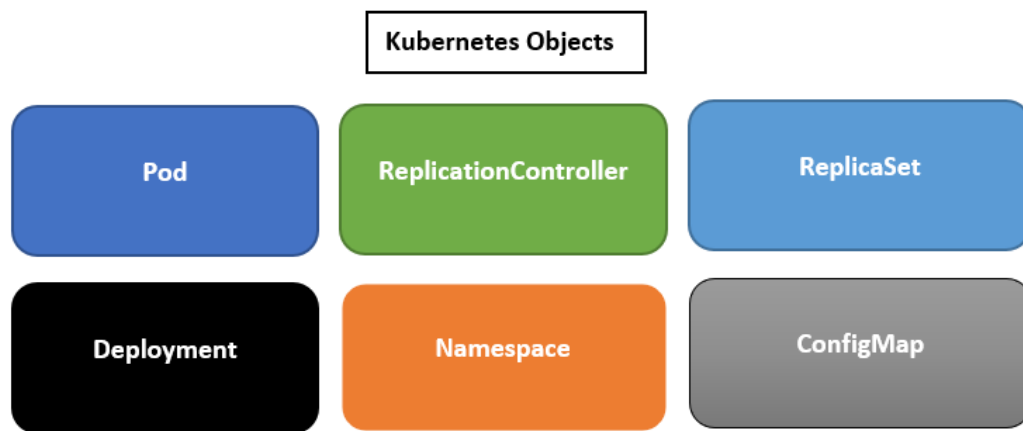 Kubernetes Objects
Pod
ReplicationController
ReplicaSet
Deployment
Namespace
ConfigMap